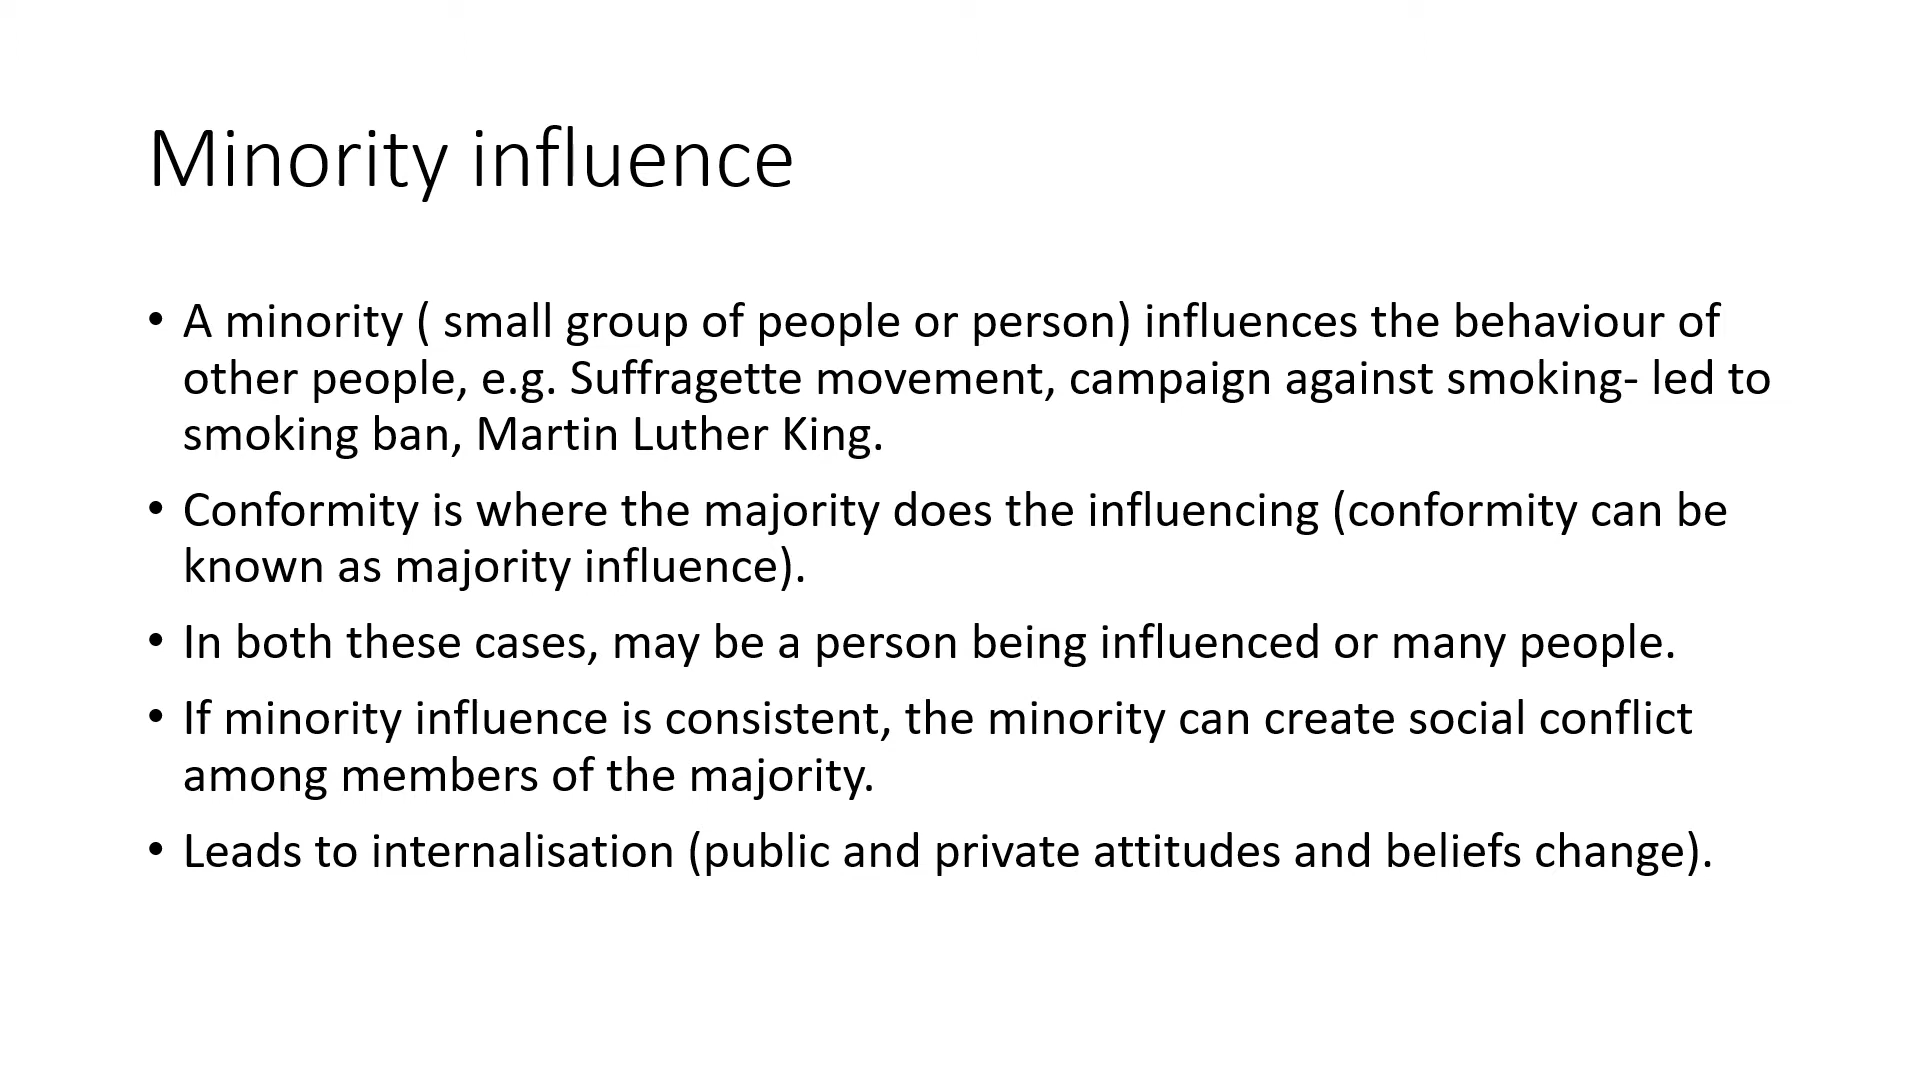 Minority influence
• A minority ( small group of people or person) influences the behaviour of
other people, e.g. Suffragette movement, campaign against smoking- led to
smoking ban, Martin Luther King.
• Conformity is where the majority does the influencing (conformity can be
known as majority influence).
• In both these cases, may be a person being influenced or many people.
• If minority influence is consistent, the minority can create social conflict
among members of the majority.
• Leads to internalisation (public and private attitudes and beliefs change).